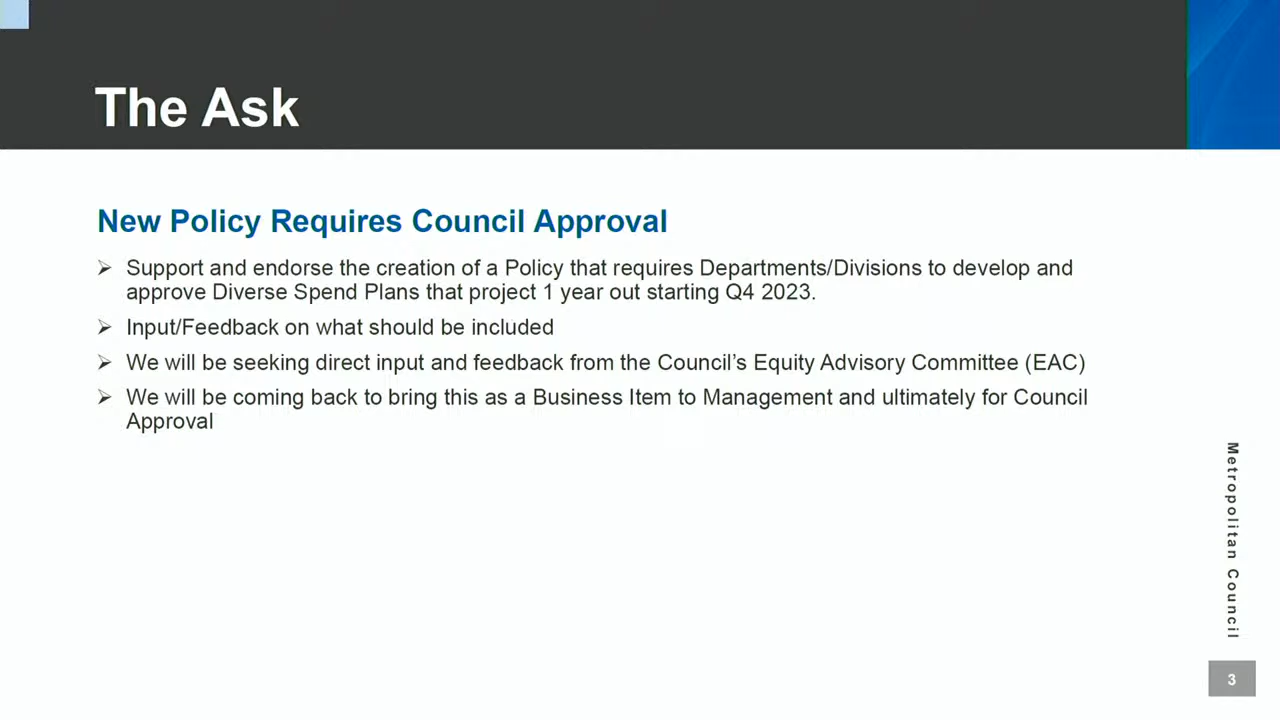 The Ask
New Policy Requires Council Approval
➢ Support and endorse the creation of a Policy that requires Departments/Divisions to develop and
approve Diverse Spend Plans that project 1 year out starting Q4 2023.
➢ Input/Feedback on what should be included
➢ We will be seeking direct input and feedback from the Council’s Equity Advisory Committee (EAC)
➢ We will be coming back to bring this as a Business Item to Management and ultimately for Council
Approval
Metropolitan Council
3